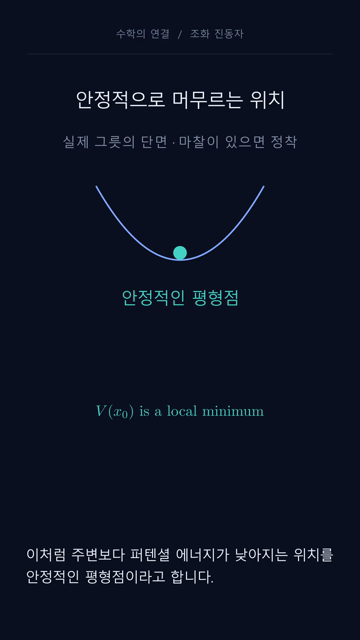 수학의 연결 / 조화 진동자
안정적으로 머무르는 위치
실제 그릇의 단면 · 마찰이 있으면 정착
안정적인 평형점
V(x₀) is a local minimum
이처럼 주변보다 퍼텐셜 에너지가 낮아지는 위치를
안정적인 평형점이라고 합니다.